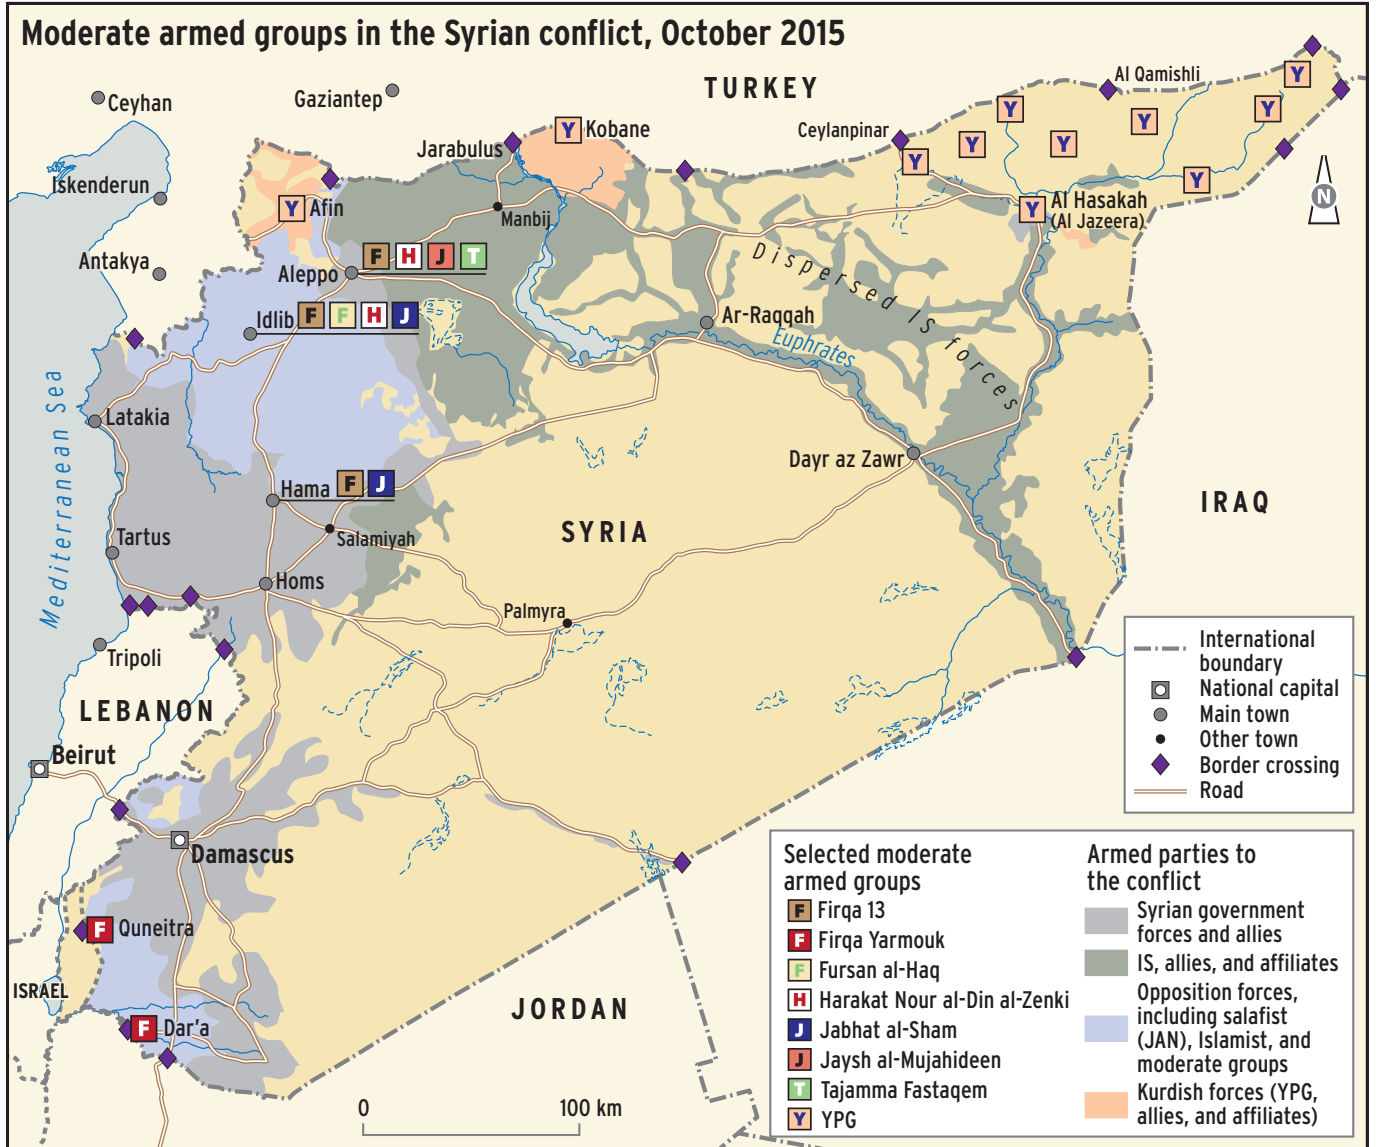 Moderate armed groups in the Syrian conflict, October 2015
TURKEY
Al Qamishli
Y
Ceyhan
Gaziantep
Y
Y
Y
Jarabulus
Y Kobane
Ceylanpinar
Y
Y
Y
Y
Iskenderun
Y
Y Afin
Manbij
Y Al Hasakah
(Al Jazeera)
N
Antakya
Aleppo F H J T
Dispersed IS forces
Idlib F F H J
Ar-Raqqah
Euphrates
Mediterranean Sea
Latakia
Dayr az Zawr
Hama F J
IRAQ
SYRIA
Tartus
Salamiyah
Homs
Palmyra
Tripoli
LEBANON
Beirut
International
boundary
National capital
Main town
Other town
Border crossing
Road
Damascus
F Quneitra
ISRAEL
JORDAN
F Dar'a
0 100 km
Selected moderate
armed groups
F Firqa 13
F Firqa Yarmouk
F Fursan al-Haq
H Harakat Nour al-Din al-Zenki
J Jabhat al-Sham
J Jaysh al-Mujahideen
T Tajamma Fastaqem
Y YPG
Armed parties to
the conflict
Syrian government
forces and allies
IS, allies, and affiliates
Opposition forces,
including salafist
(JAN), Islamist, and
moderate groups
Kurdish forces (YPG,
allies, and affiliates)